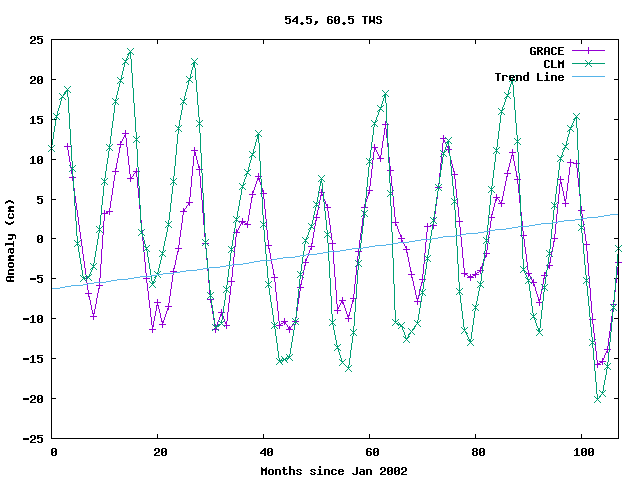 54.5, 60.5 TWS
GRACE
CLM
Trend Line
25
20
15
10
5
0
-5
-10
-15
-20
-25
Anomaly (cm)
0 20 40 60 80 100
Months since Jan 2002